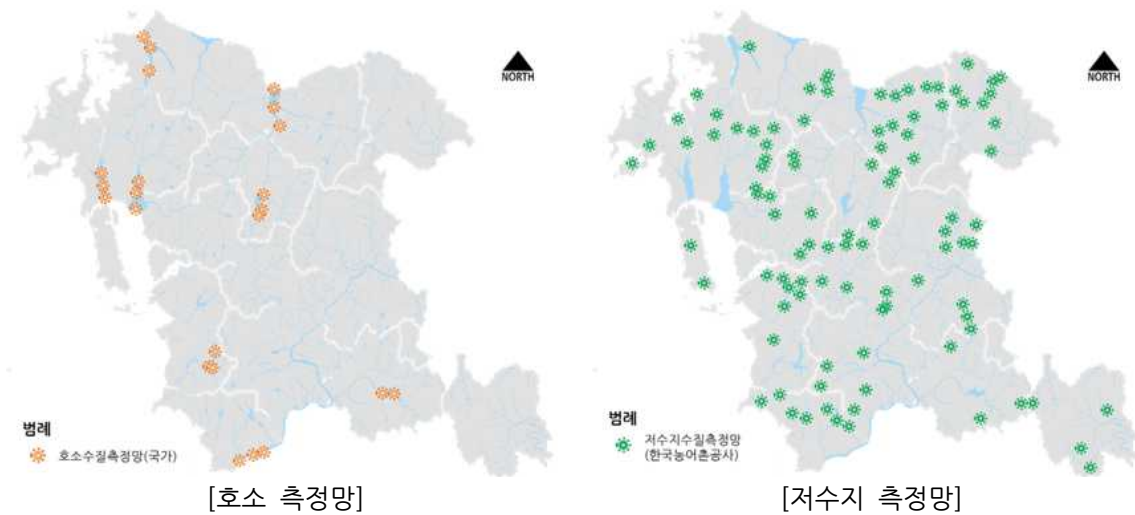 NORTH
범례
호소수질측정망(국가)
[호소 측정망]
NORTH
범례
저수지수질측정망
(한국농어촌공사)
[저수지 측정망]